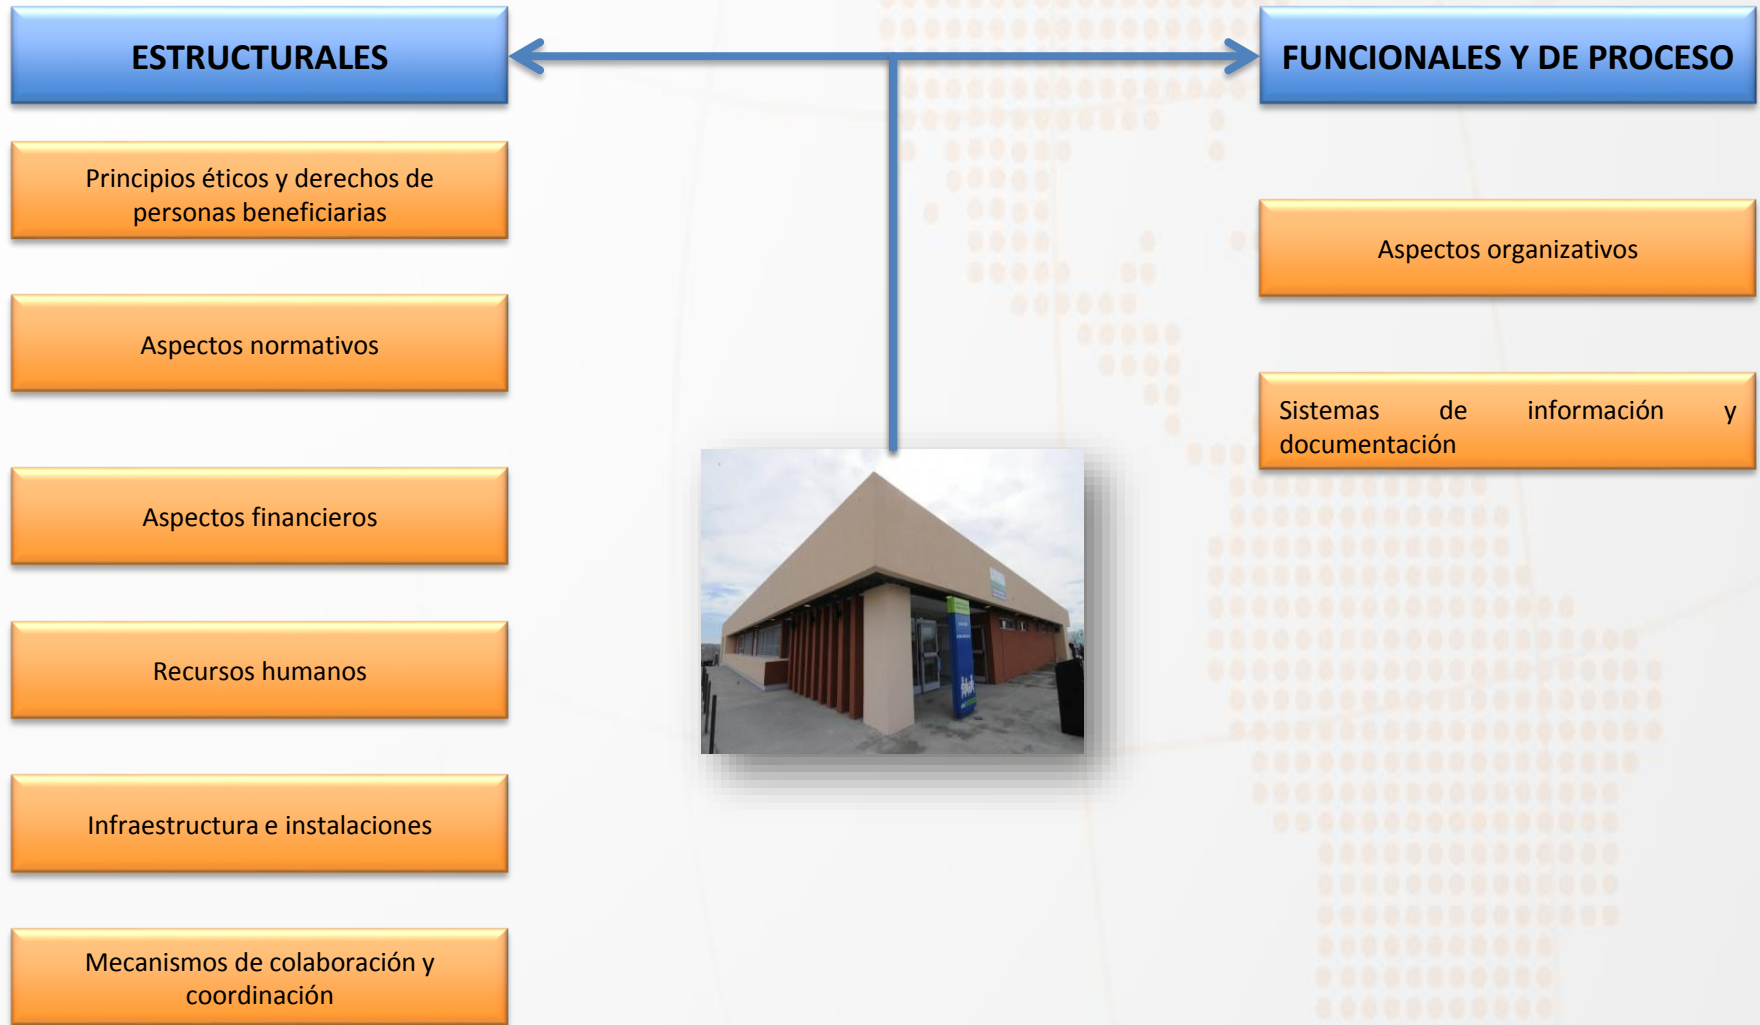 ESTRUCTURALES
Principios éticos y derechos de
personas beneficiarias
Aspectos normativos
Aspectos financieros
Recursos humanos
Infraestructura e instalaciones
Mecanismos de colaboración y
coordinación
FUNCIONALES Y DE PROCESO
Aspectos organizativos
Sistemas de información y
documentación